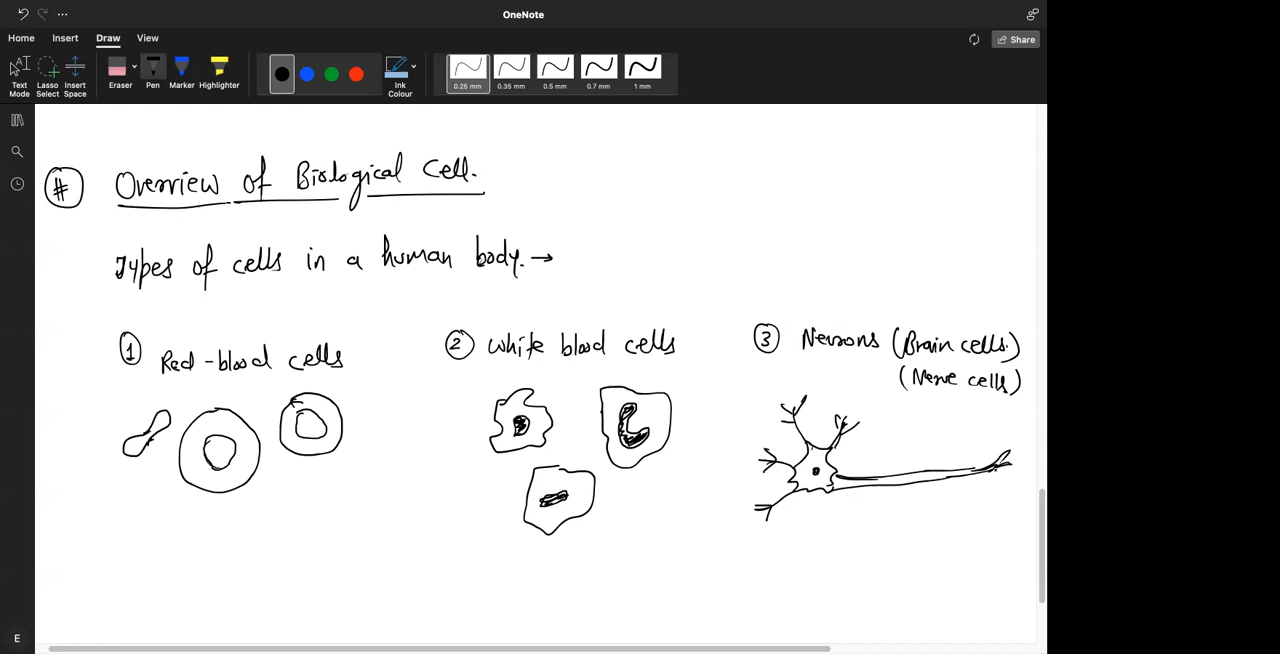 OneNote
Home Insert Draw View
Share
Text Mode
Lasso Select
Insert Space
Eraser
Pen
Marker
Highlighter
Ink Colour
0.25 mm
0.35 mm
0.5 mm
0.7 mm
1 mm
# Overview of Biological Cell.
Types of cells in a human body. →
1 Red-blood cells
2 White blood cells
3 Neurons (Brain cells.)
(Nerve cells)
E